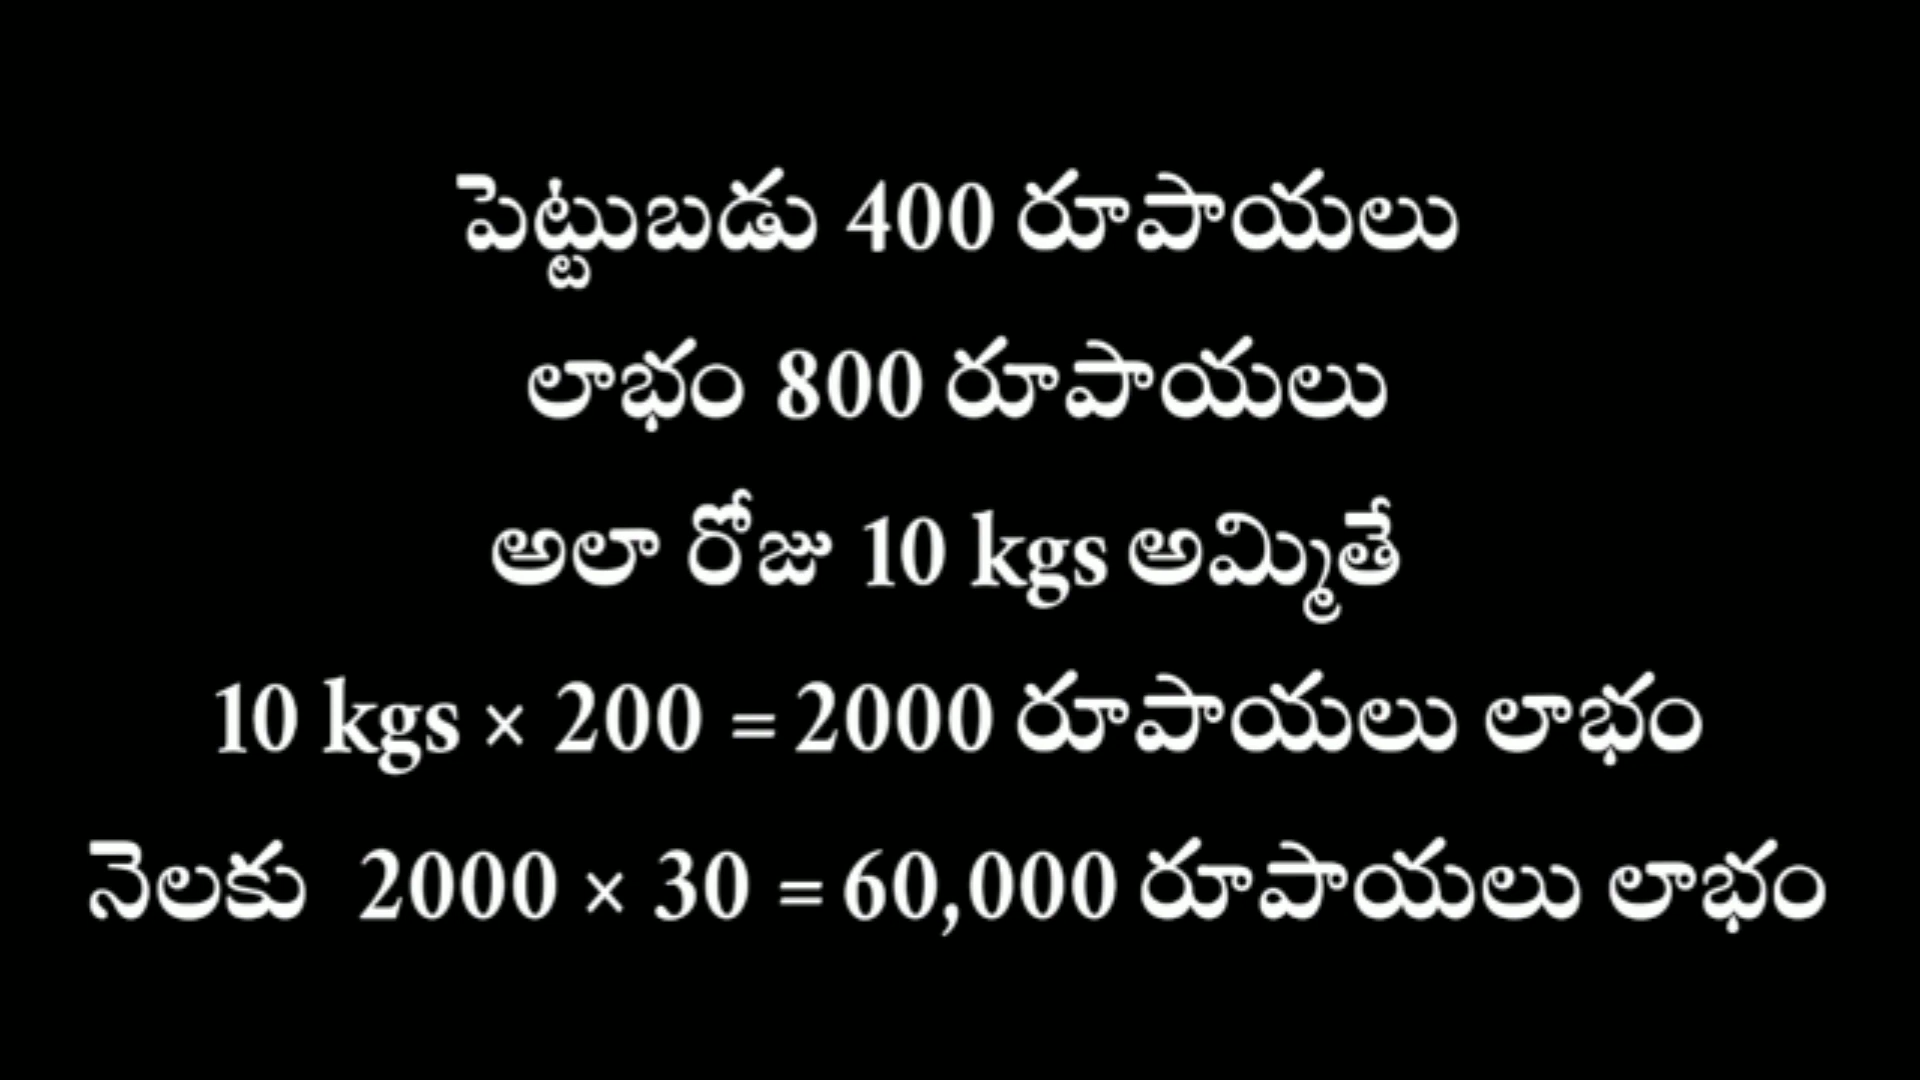 పెట్టుబడు 400 రూపాయలు
లాభం 800 రూపాయలు
అలా రోజు 10 kgs అమ్మితే
10 kgs × 200 = 2000 రూపాయలు లాభం
నెలకు 2000 × 30 = 60,000 రూపాయలు లాభం